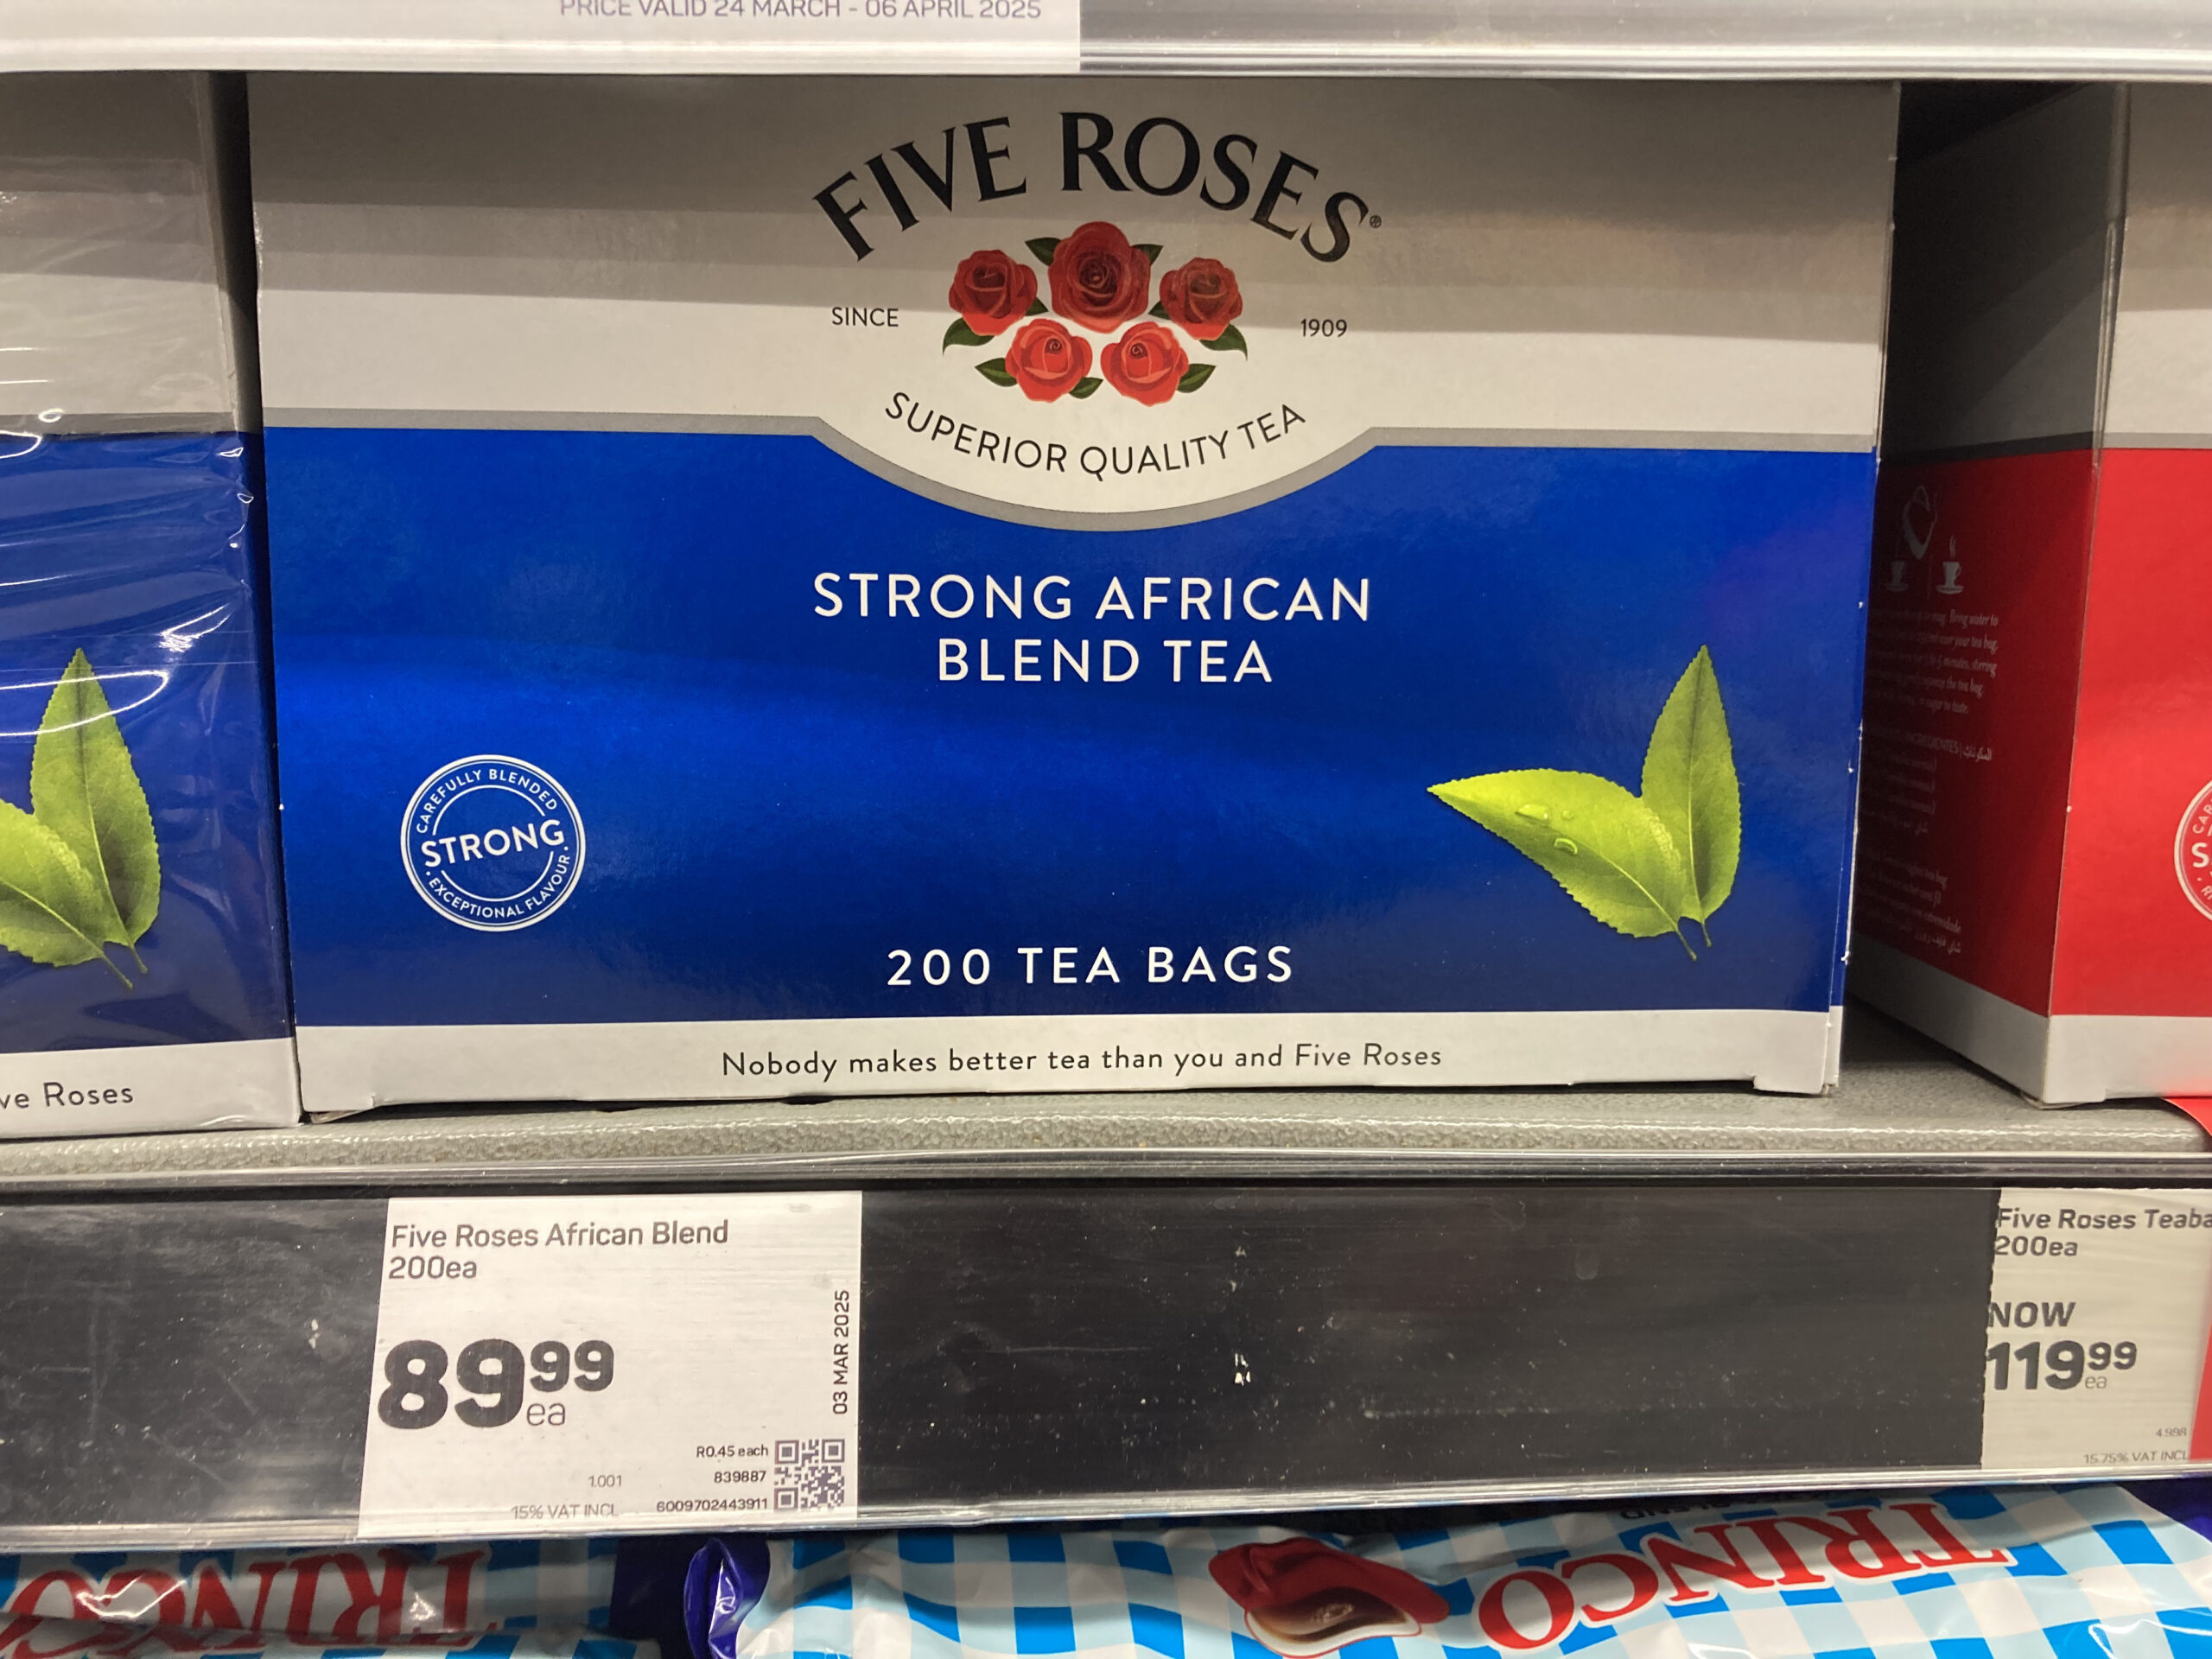 PRICE VALID 24 MARCH - 06 APRIL 2025
FIVE ROSES®
SINCE 1909
SUPERIOR QUALITY TEA
STRONG AFRICAN
BLEND TEA
CAREFULLY BLENDED
STRONG
EXCEPTIONAL FLAVOUR
200 TEA BAGS
Nobody makes better tea than you and Five Roses
Roses
Five Roses African Blend
200ea
8999
ea
03 MAR 2025
R0.45 each
1.001
839887
15% VAT INCL
6009702443911
Five Roses
200ea
NOW
11999
ea
4.998
15.75% VAT INCL
TRINCO
TRINCO